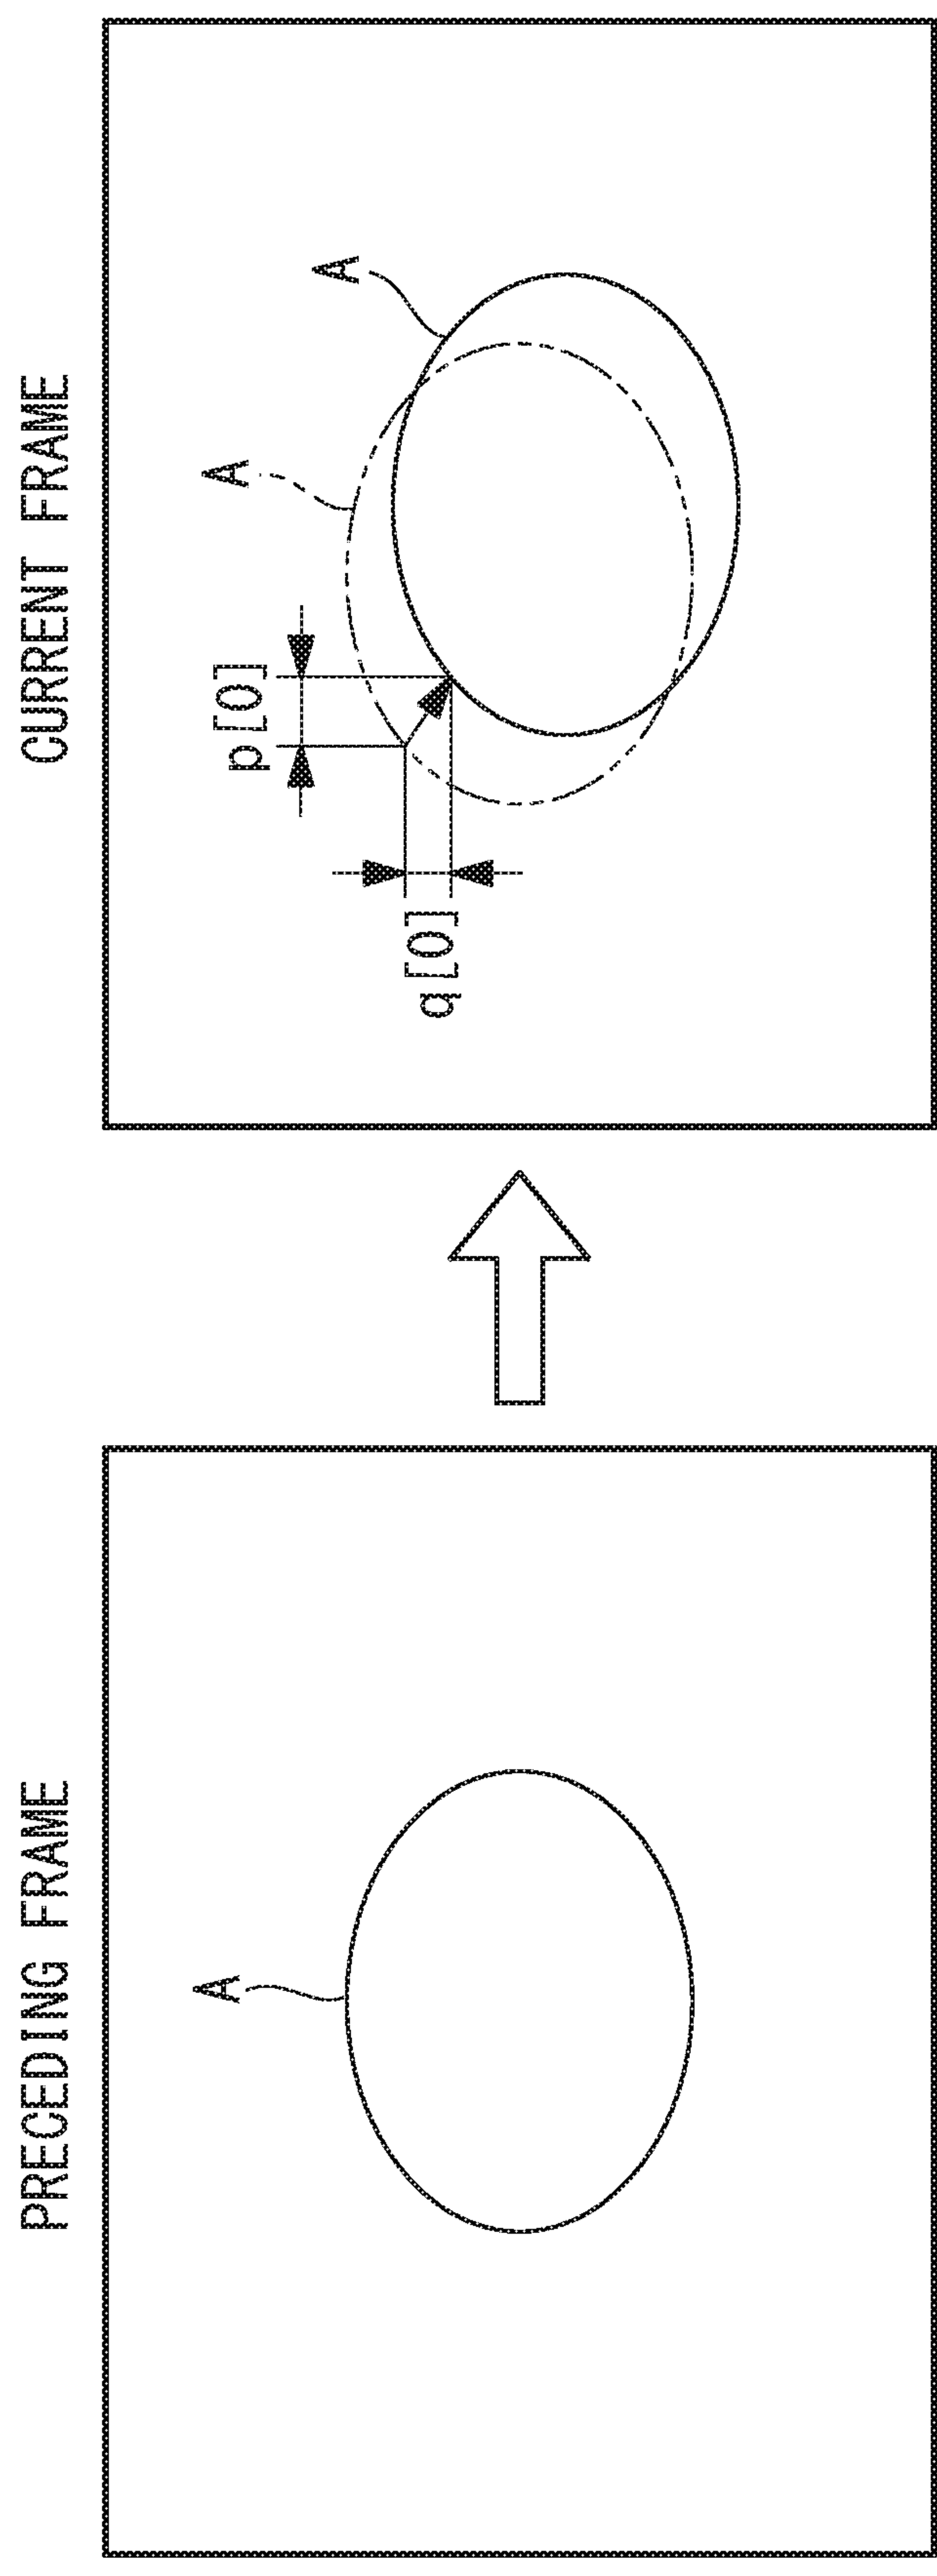 PRECEDING FRAME
A
CURRENT FRAME
p[0]
A
A
q[0]